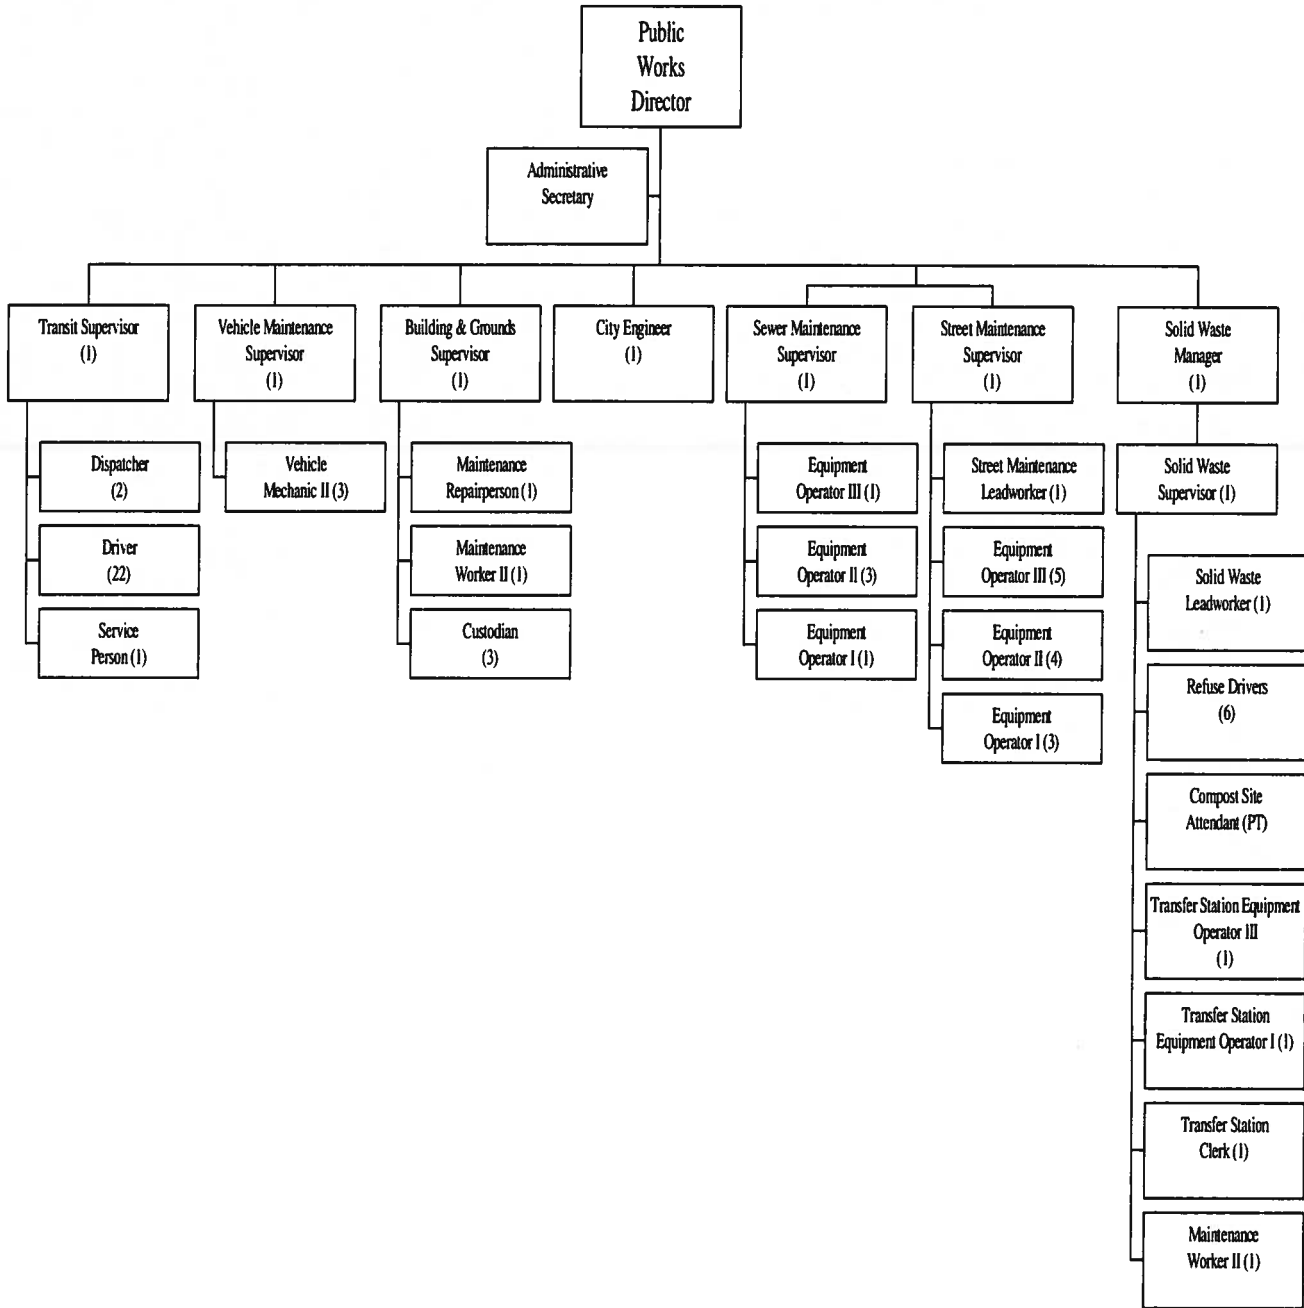 Public
Works
Director
Administrative
Secretary
Transit Supervisor
(1)
Vehicle Maintenance
Supervisor
(1)
Building & Grounds
Supervisor
(1)
City Engineer
(1)
Sewer Maintenance
Supervisor
(1)
Street Maintenance
Supervisor
(1)
Solid Waste
Manager
(1)
Dispatcher
(2)
Driver
(22)
Service
Person (1)
Vehicle
Mechanic II (3)
Maintenance
Repairperson (1)
Maintenance
Worker II (1)
Custodian
(3)
Equipment
Operator III (1)
Equipment
Operator II (3)
Equipment
Operator I (1)
Street Maintenance
Leadworker (1)
Equipment
Operator III (5)
Equipment
Operator II (4)
Equipment
Operator I (3)
Solid Waste
Supervisor (1)
Solid Waste
Leadworker (1)
Refuse Drivers
(6)
Compost Site
Attendant (PT)
Transfer Station Equipment
Operator III
(1)
Transfer Station
Equipment Operator I (1)
Transfer Station
Clerk (1)
Maintenance
Worker II (1)